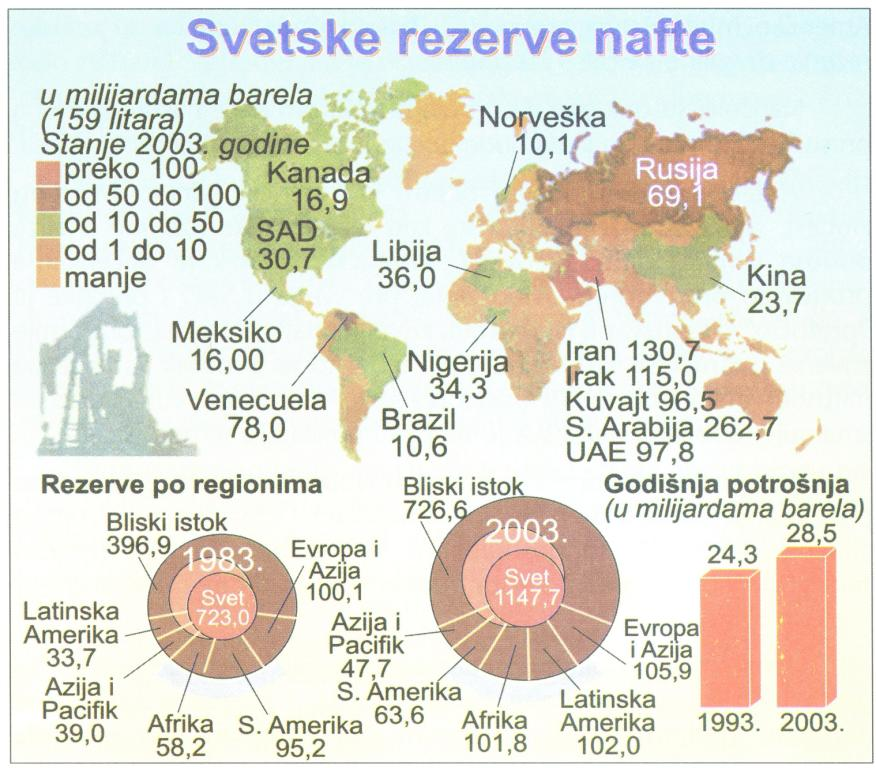 Svetske rezerve nafte
u milijardama barela
(159 litara)
Stanje 2003. godine
preko 100
od 50 do 100
od 10 do 50
od 1 do 10
manje
Kanada
16,9
SAD
30,7
Meksiko
16,00
Venecuela
78,0
Brazil
10,6
Libija
36,0
Nigerija
34,3
Norveška
10,1
Rusija
69,1
Kina
23,7
Iran 130,7
Irak 115,0
Kuvajt 96,5
S. Arabija 262,7
UAE 97,8
Rezerve po regionima
Bliski istok
396,9
1983.
Svet
723,0
Evropa i
Azija
100,1
Latinska
Amerika
33,7
Azija i
Pacifik
39,0
Afrika
58,2
S. Amerika
95,2
Bliski istok
726,6
2003.
Svet
1147,7
Azija i
Pacifik
47,7
S. Amerika
63,6
Afrika
101,8
Latinska
Amerika
102,0
Evropa
i Azija
105,9
Godišnja potrošnja
(u milijardama barela)
24,3
28,5
1993.
2003.